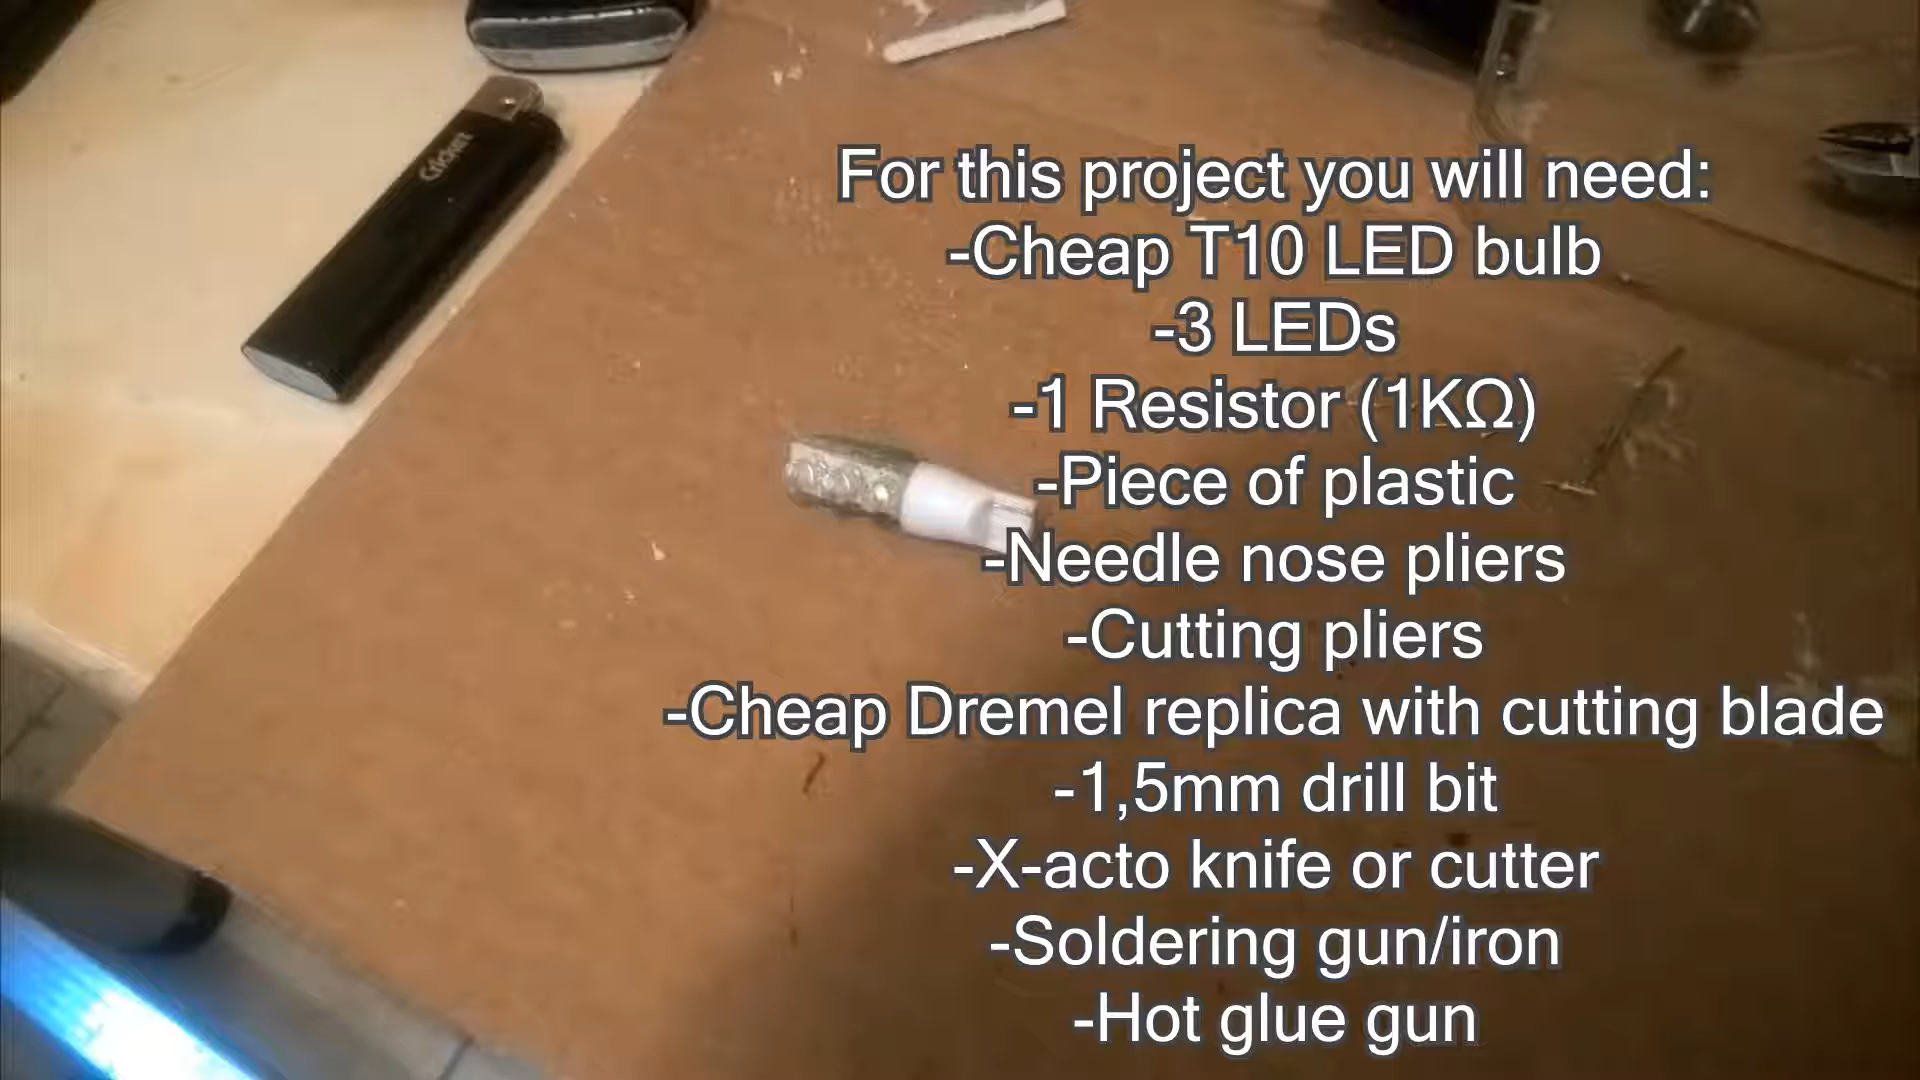 Cricket
For this project you will need:
-Cheap T10 LED bulb
-3 LEDs
-1 Resistor (1KΩ)
-Piece of plastic
-Needle nose pliers
-Cutting pliers
-Cheap Dremel replica with cutting blade
-1,5mm drill bit
-X-acto knife or cutter
-Soldering gun/iron
-Hot glue gun